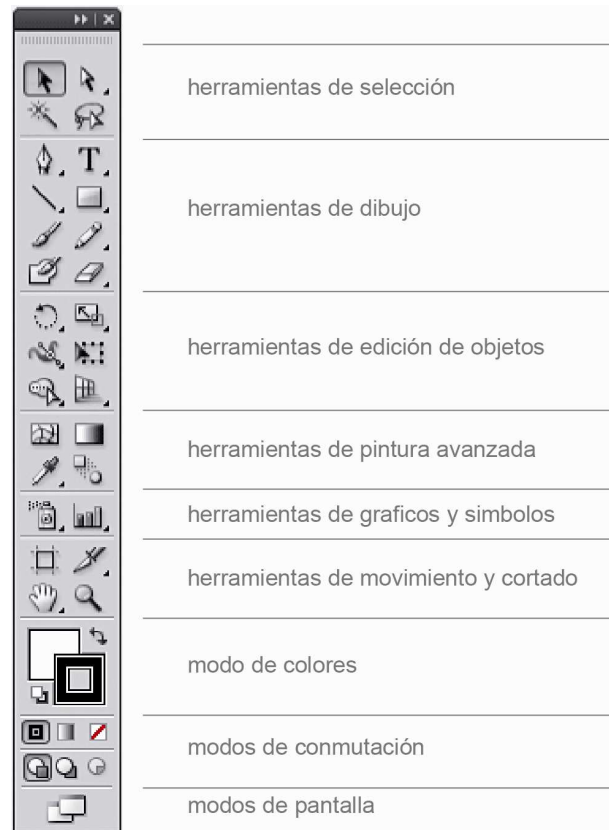 herramientas de selección
herramientas de dibujo
herramientas de edición de objetos
herramientas de pintura avanzada
herramientas de graficos y simbolos
herramientas de movimiento y cortado
modo de colores
modos de conmutación
modos de pantalla